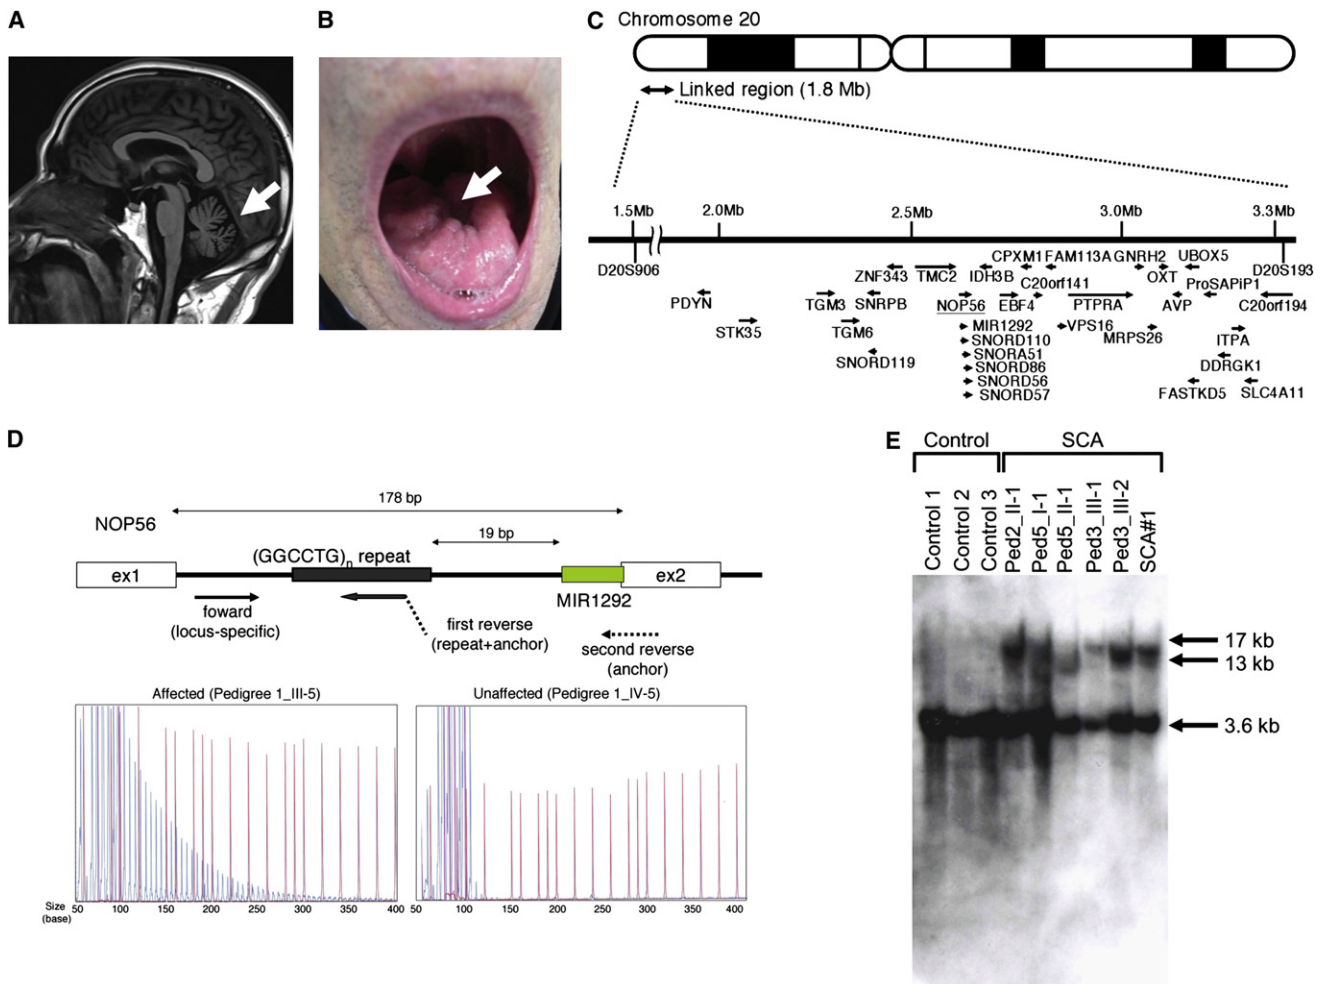 A
B
C
Chromosome 20
Linked region (1.8 Mb)
1.5Mb 2.0Mb 2.5Mb 3.0Mb 3.3Mb
CPXM1 FAM113A GNRH2 UBOX5
D20S906 ZNF343 TMC2 IDH3B OXT D20S193
C20orf141 ProSAPiP1
PDYN TGM3 SNRPB NOP56 EBF4 PTPRA AVP C20orf194
STK35 TGM6 MIR1292 VPS16 MRPS26 ITPA
SNORD110
SNORD119 SNORA51 DDRGK1
SNORD86
SNORD56
SNORD57 FASTKD5 SLC4A11
D
178 bp
NOP56
19 bp
(GGCCTG)n repeat
ex1 ex2
MIR1292
foward
(locus-specific)
first reverse
(repeat+anchor)
second reverse
(anchor)
Affected (Pedigree 1_III-5) Unaffected (Pedigree 1_IV-5)
Size
(base)
50 100 150 200 250 300 350 400
50 100 150 200 250 300 350 400
E
Control SCA
Control 1
Control 2
Control 3
Ped2_II-1
Ped5_I-1
Ped5_II-1
Ped3_III-1
Ped3_III-2
SCA#1
17 kb
13 kb
3.6 kb